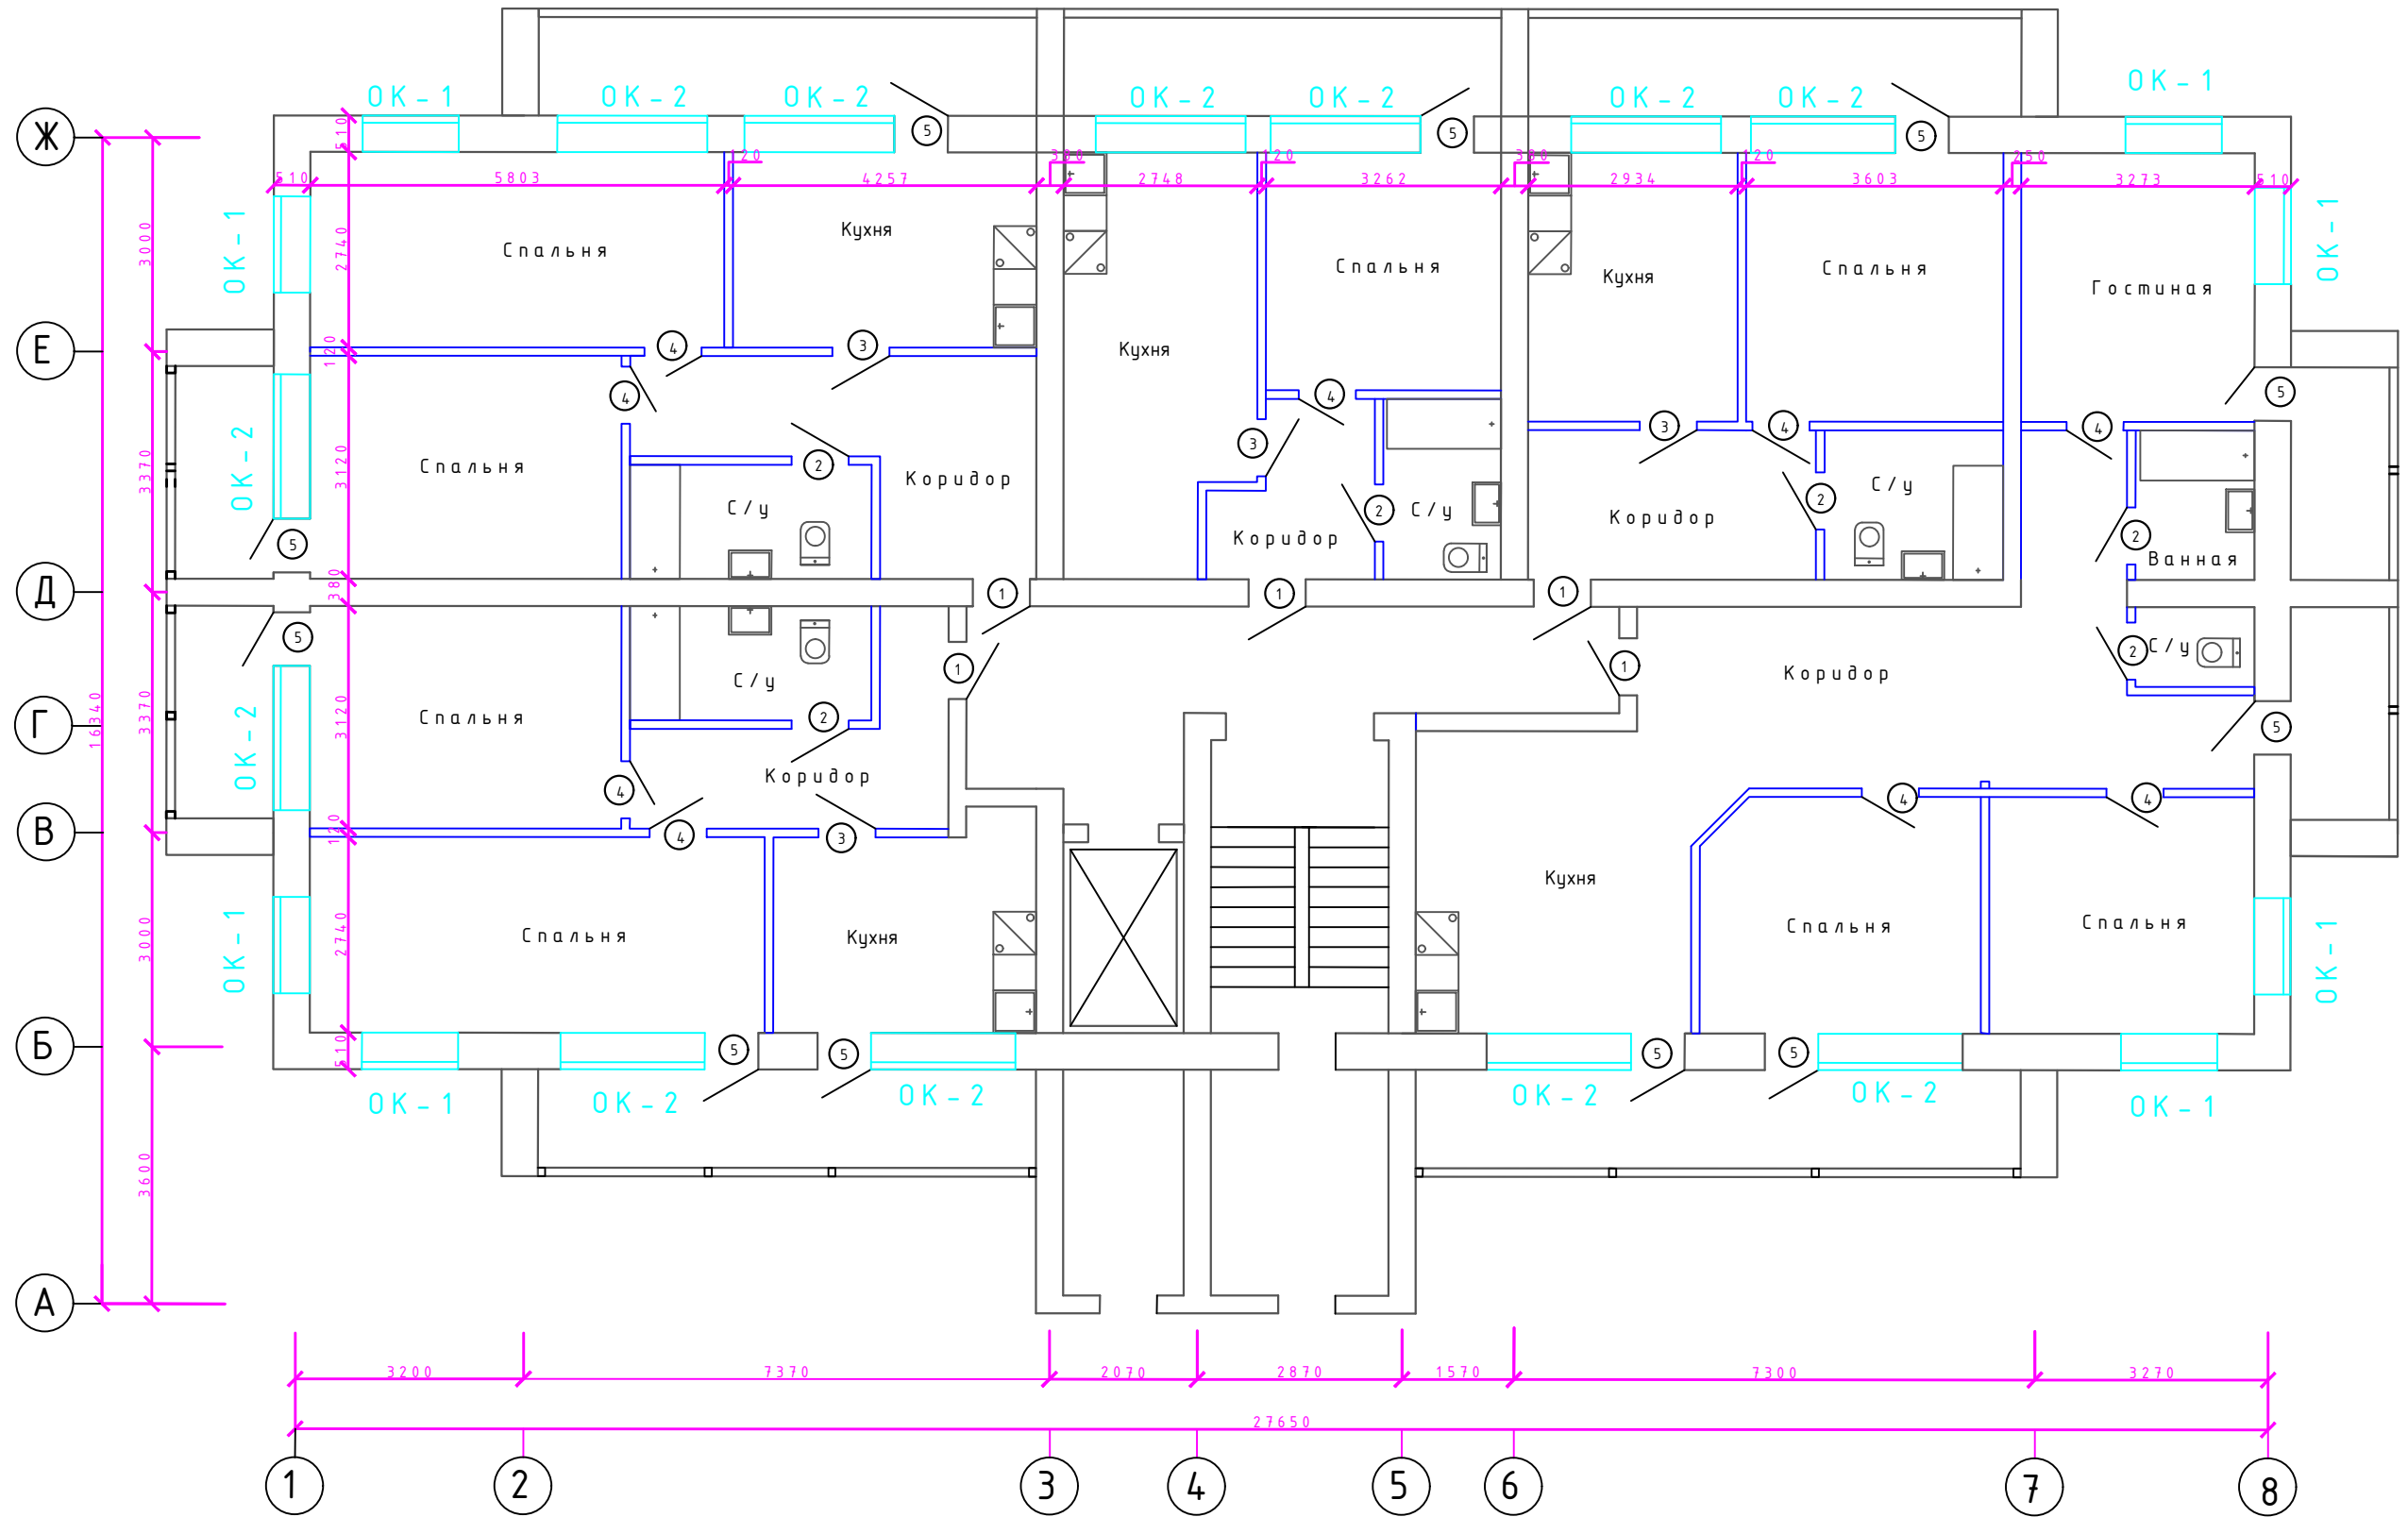 ОК-1 ОК-2 ОК-2 ОК-2 ОК-2 ОК-2 ОК-2 ОК-1
Ж 5 5 5
510 120 380 120 380 120 250
510 5803 4257 2748 3262 2934 3603 3273 510
ОК-1 3000 2740 Спальня Кухня Спальня Кухня Спальня Гостиная ОК-1
Е 120 4 3 Кухня
4 4 5
3 3 4 4
ОК-2 3370 3120 Спальня 2 Коридор
С/у 2 С/у 2 С/у
Коридор Коридор 2
5 Ванная
Д 380 1 1 1
5 1 1 2 С/у
С/у Коридор
16340 ОК-2 3370 3120 Спальня 2 5
Г
4 Коридор 4 4
В 120 4 3
Кухня
ОК-1 3000 2740 Спальня Кухня Спальня Спальня ОК-1
Б 510 5 5 5 5
ОК-1 ОК-2 ОК-2 ОК-2 ОК-2 ОК-1
3600
А
3200 7370 2070 2870 1570 7300 3270
27650
1 2 3 4 5 6 7 8